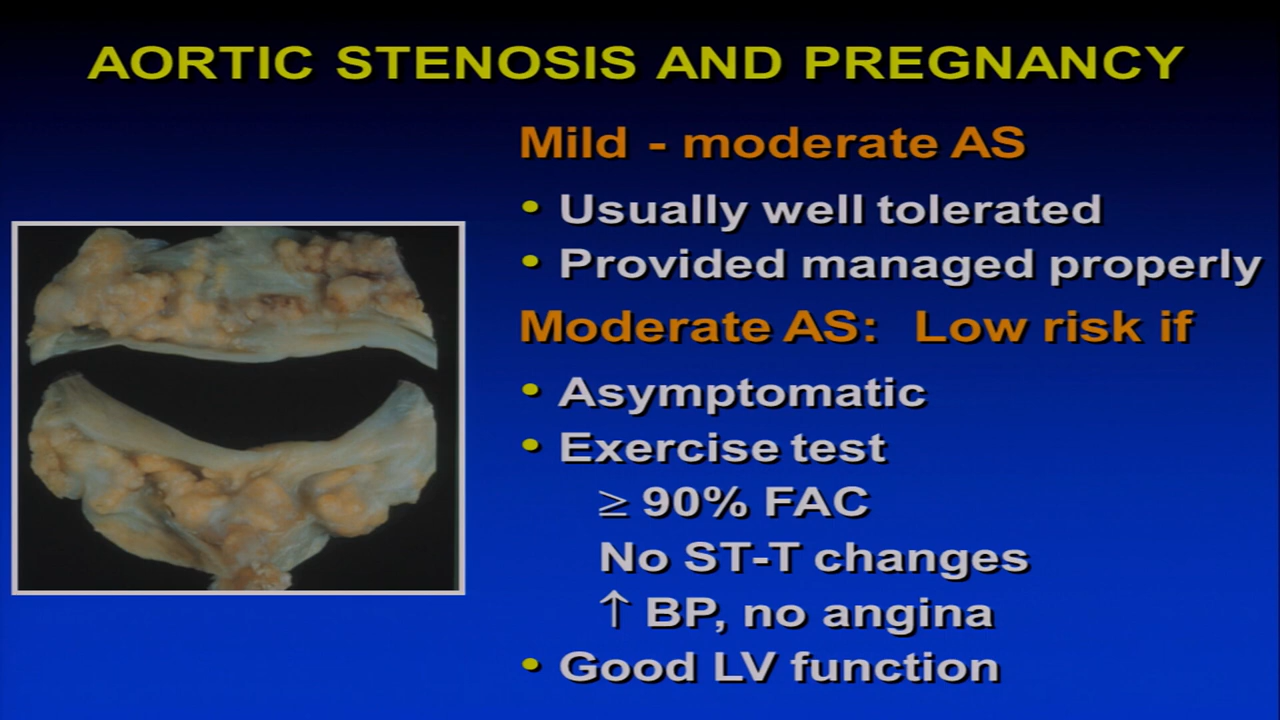 AORTIC STENOSIS AND PREGNANCY
Mild - moderate AS
• Usually well tolerated
• Provided managed properly
Moderate AS: Low risk if
• Asymptomatic
• Exercise test
≥ 90% FAC
No ST-T changes
↑ BP, no angina
• Good LV function